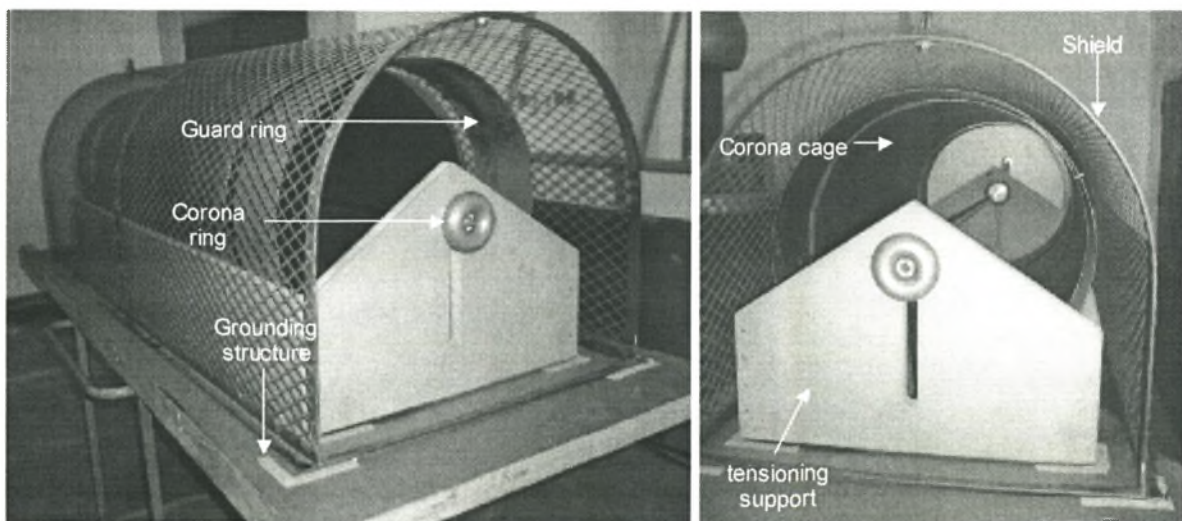 Guard ring
Corona
ring
Grounding
structure
Shield
Corona cage
tensioning
support